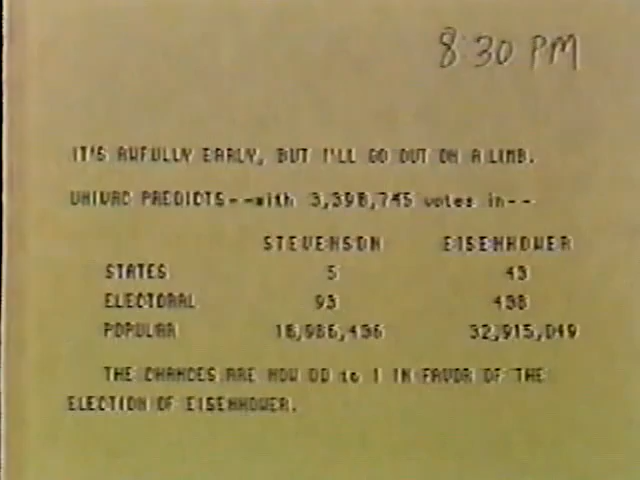 8:30 PM
IT'S AWFULLY EARLY, BUT I'LL GO OUT ON A LIMB.
UNIVAC PREDICTS--with 3,398,745 votes in--
STEVENSON EISENHOWER
STATES 5 43
ELECTORAL 93 438
POPULAR 18,986,436 32,915,049
THE CHANCES ARE NOW 00 to 1 IN FAVOR OF THE
ELECTION OF EISENHOWER.